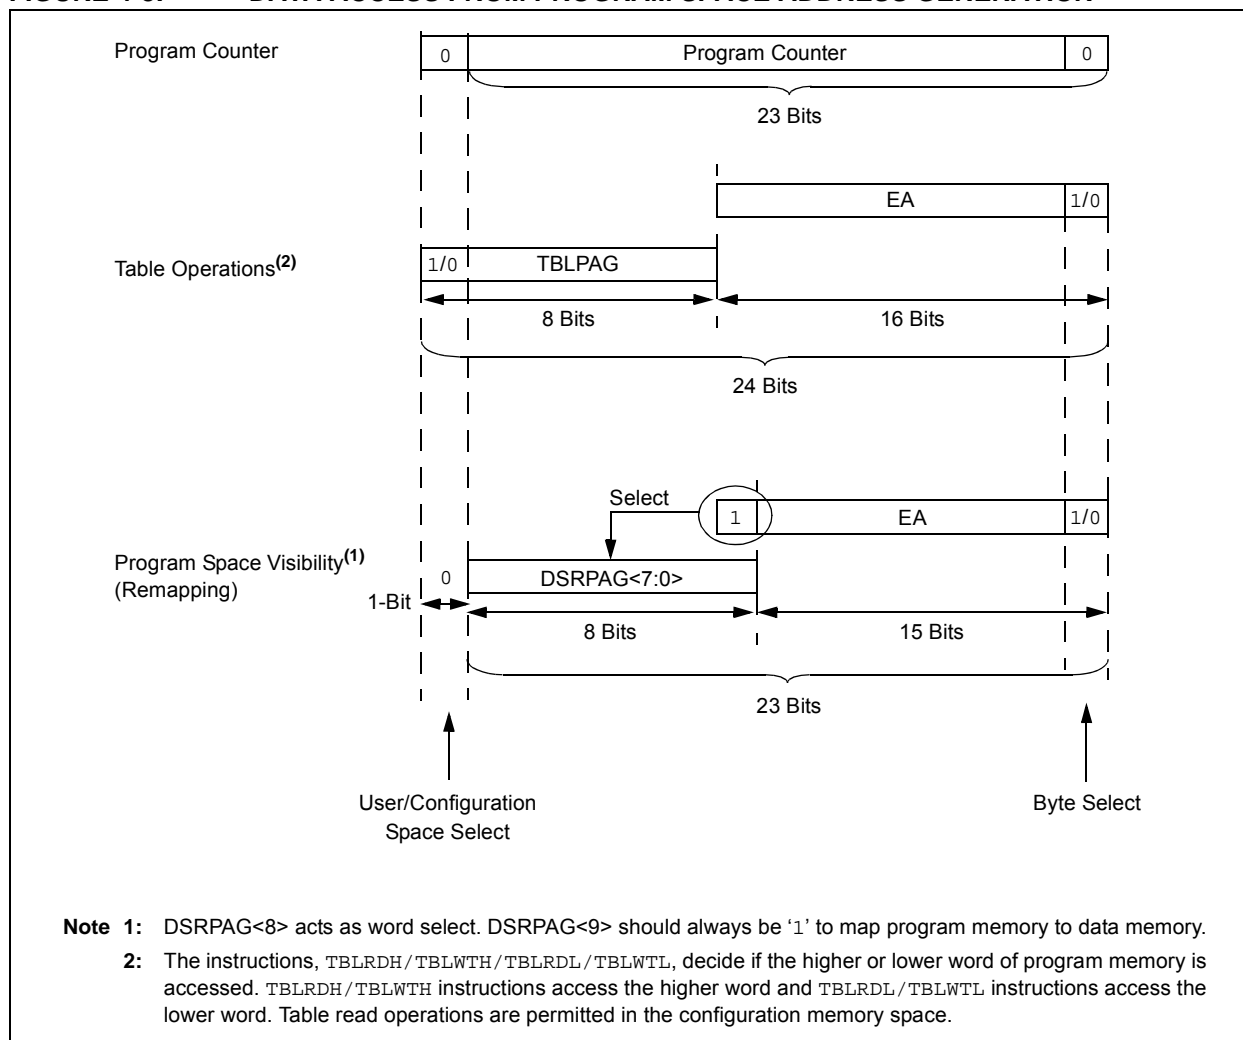 Program Counter
0 Program Counter 0
23 Bits
EA 1/0
Table Operations(2)
1/0 TBLPAG
8 Bits 16 Bits
24 Bits
Select
1 EA 1/0
Program Space Visibility(1)
(Remapping)
0 DSRPAG<7:0>
1-Bit
8 Bits 15 Bits
23 Bits
User/Configuration
Space Select
Byte Select
Note 1: DSRPAG<8> acts as word select. DSRPAG<9> should always be ‘1’ to map program memory to data memory.
2: The instructions, TBLRDH/TBLWTH/TBLRDL/TBLWTL, decide if the higher or lower word of program memory is
accessed. TBLRDH/TBLWTH instructions access the higher word and TBLRDL/TBLWTL instructions access the
lower word. Table read operations are permitted in the configuration memory space.